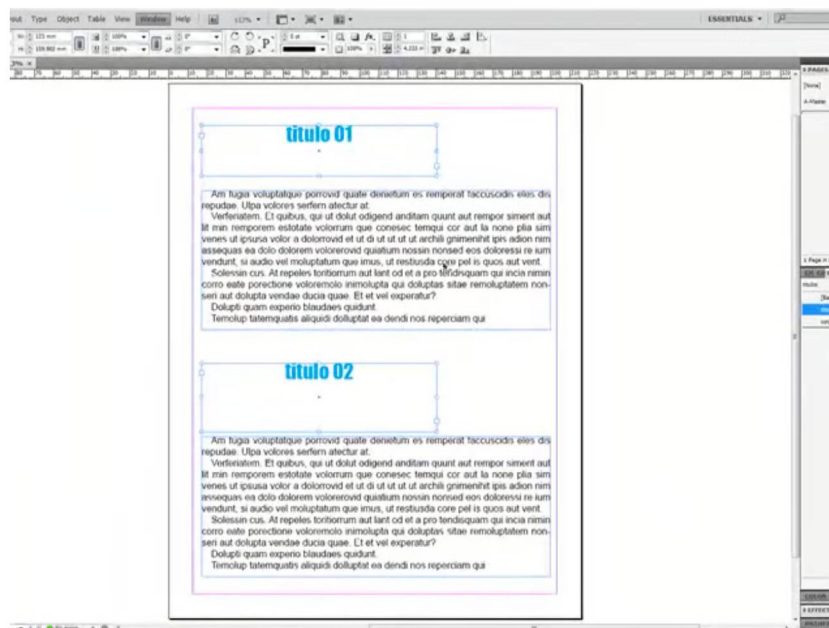 Type Object Table View Window Help
ESSENTIALS
titulo 01
Am fugia voluptatque porrovid quate denietum es remperat faccuscidis eles dis
repudae. Ulpa volores serfern atectur at.
Verferiatem. Et quibus, qui ut dolut odigend anditam quunt aut rempor siment aut
lit min remporem estotate volorrum que conesec temqui cor aut la none plia sim
venes ut ipsusa volor a dolorrovid et ut di ut ut ut ut archili gnimenihit ipis adion nim
assequas ea dolo dolorem volorerovid quiatium nossin nonsed eos doloressi re ium
vendunt, si audio vel moluptatum que imus, ut restiusda core pel is quos aut vent.
Solessin cus. At repeles toritiorrum aut lant od et a pro tendisquam qui incia nimin
corro eate porectione voloremolo inimolupta qui doluptas sitae remoluptatem non-
seri aut dolupta vendae ducia quae. Et et vel experatur?
Dolupti quam experio blaudaes quidunt.
Temolup tatemquatis aliquidi dolluptat ea dendi nos reperciam qui
titulo 02
Am fugia voluptatque porrovid quate denietum es remperat faccuscidis eles dis
repudae. Ulpa volores serfern atectur at.
Verferiatem. Et quibus, qui ut dolut odigend anditam quunt aut rempor siment aut
lit min remporem estotate volorrum que conesec temqui cor aut la none plia sim
venes ut ipsusa volor a dolorrovid et ut di ut ut ut ut archili gnimenihit ipis adion nim
assequas ea dolo dolorem volorerovid quiatium nossin nonsed eos doloressi re ium
vendunt, si audio vel moluptatum que imus, ut restiusda core pel is quos aut vent.
Solessin cus. At repeles toritiorrum aut lant od et a pro tendisquam qui incia nimin
corro eate porectione voloremolo inimolupta qui doluptas sitae remoluptatem non-
seri aut dolupta vendae ducia quae. Et et vel experatur?
Dolupti quam experio blaudaes quidunt.
Temolup tatemquatis aliquidi dolluptat ea dendi nos reperciam qui
PAGES
[None]
A-Master
COLOR